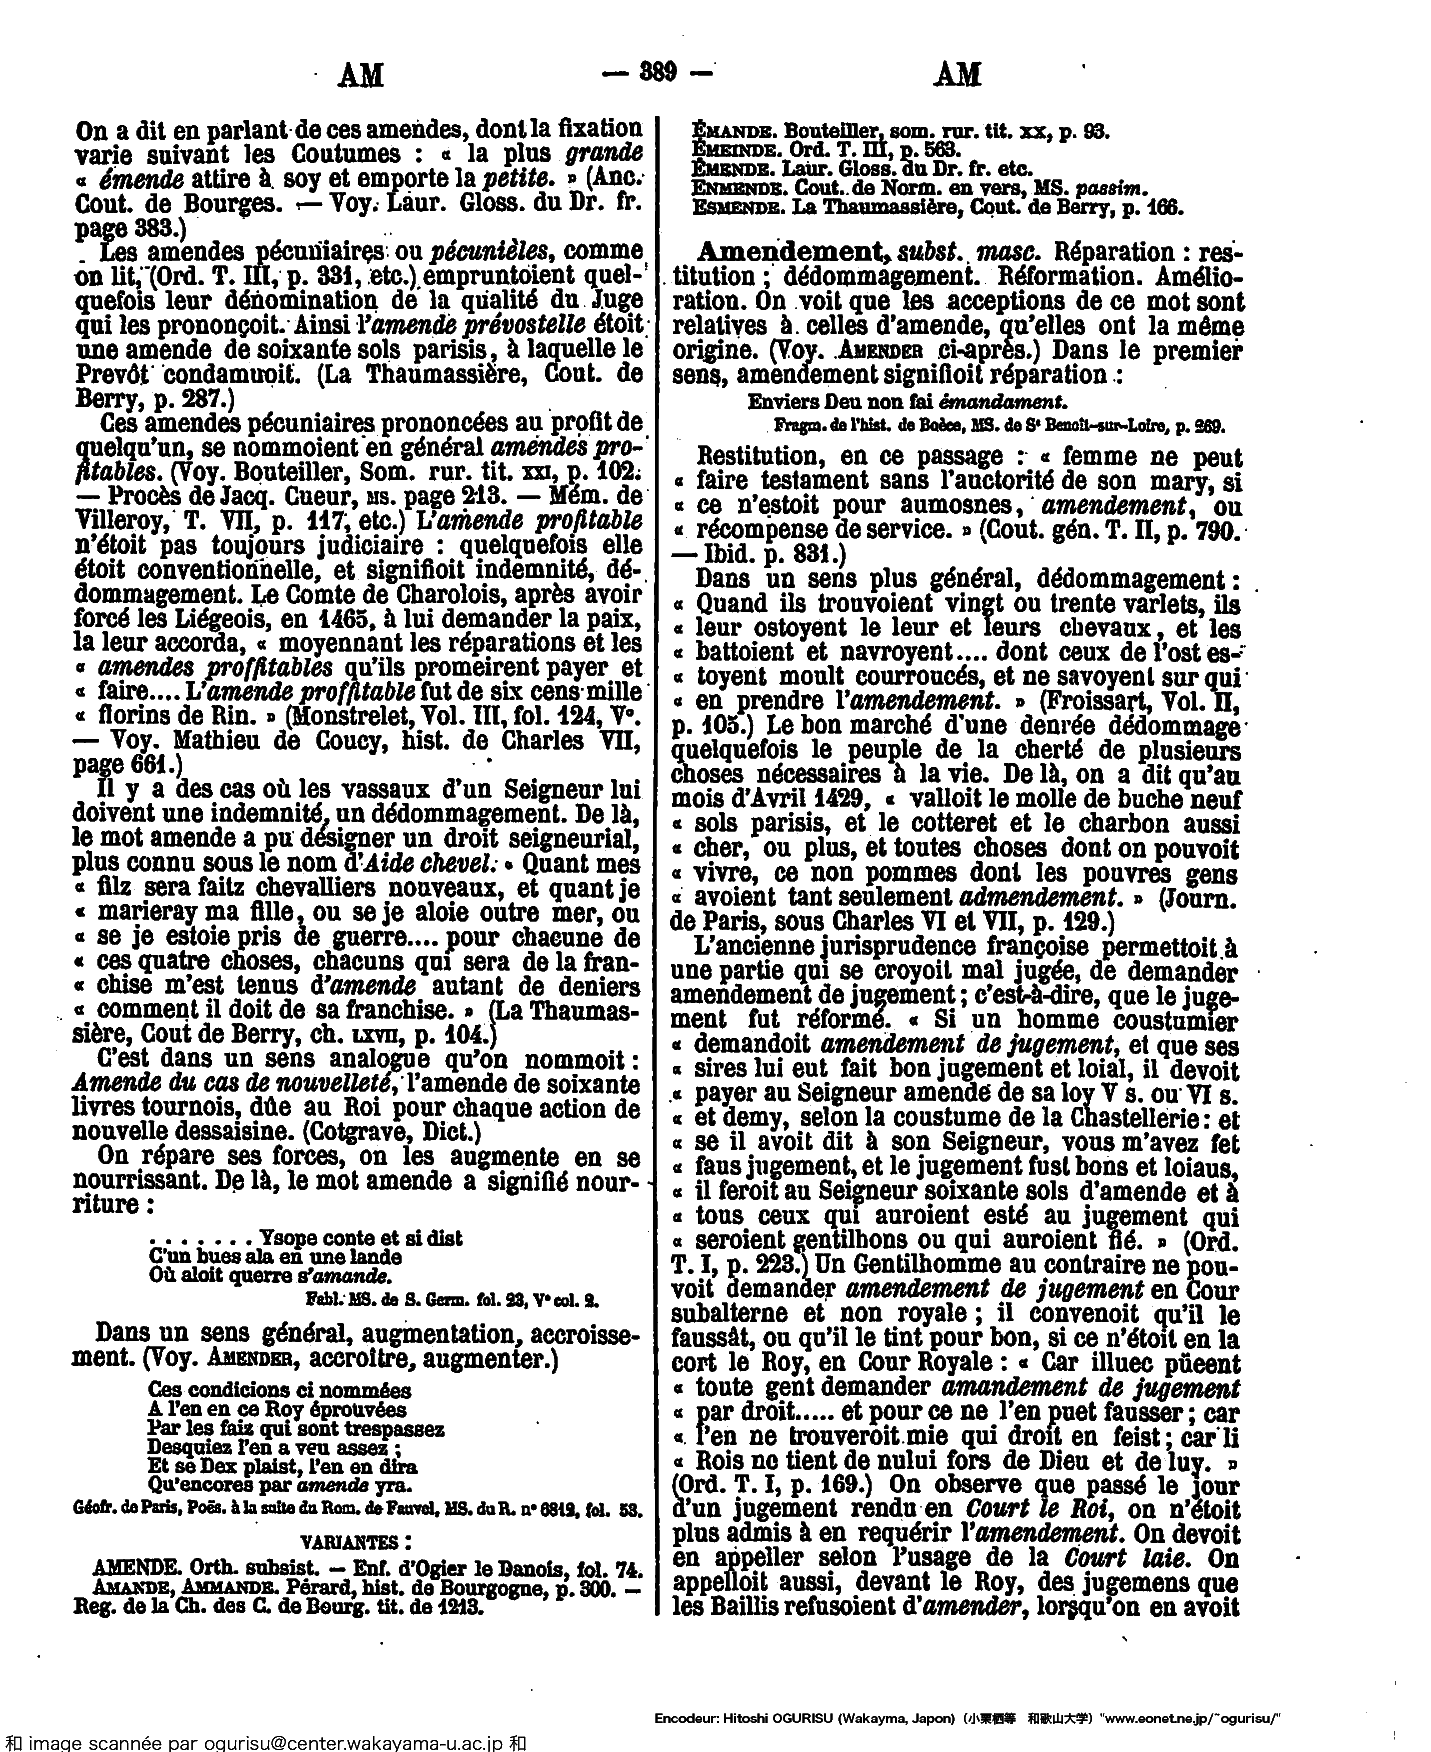 AM
— 389 —
AM
On a dit en parlant de ces amendes, dont la fixation
varie suivant les Coutumes : « la plus grande
« émende attire à soy et emporte la petite. » (Anc.
Cout. de Bourges. — Voy. Laur. Gloss. du Dr. fr.
page 383.)
Les amendes pécuniaires ou pécunièles, comme
on lit, (Ord. T. III, p. 331, etc.) empruntoient quel-
quefois leur dénomination de la qualité du Juge
qui les prononçoit. Ainsi l'amende prévostelle étoit
une amende de soixante sols parisis, à laquelle le
Prevôt condamnoit. (La Thaumassière, Cout. de
Berry, p. 287.)
Ces amendes pécuniaires prononcées au profit de
quelqu'un, se nommoient en général amendes pro-
fitables. (Voy. Bouteiller, Som. rur. tit. XXI, p. 102.
— Procès de Jacq. Cueur, MS. page 213. — Mém. de
Villeroy, T. VII, p. 117, etc.) L'amende profitable
n'étoit pas toujours judiciaire : quelquefois elle
étoit conventionnelle, et signifioit indemnité, dé-
dommagement. Le Comte de Charolois, après avoir
forcé les Liégeois, en 1465, à lui demander la paix,
la leur accorda, « moyennant les réparations et les
« amendes proffitables qu'ils promeirent payer et
« faire.... L'amende proffitable fut de six cens mille
« florins de Rin. » (Monstrelet, Vol. III, fol. 124, V°.
— Voy. Mathieu de Coucy, hist. de Charles VII,
page 661.)
Il y a des cas où les vassaux d'un Seigneur lui
doivent une indemnité, un dédommagement. De là,
le mot amende a pu désigner un droit seigneurial,
plus connu sous le nom d'Aide chevel. « Quant mes
« filz sera faitz chevalliers nouveaux, et quant je
« marieray ma fille, ou se je aloie outre mer, ou
« se je estoie pris de guerre.... pour chacune de
« ces quatre choses, chacuns qui sera de la fran-
« chise m'est tenus d'amende autant de deniers
« comment il doit de sa franchise. » (La Thaumas-
sière, Cout de Berry, ch. LXVII, p. 104.)
C'est dans un sens analogue qu'on nommoit :
Amende du cas de nouvelleté, l'amende de soixante
livres tournois, dûe au Roi pour chaque action de
nouvelle dessaisine. (Cotgrave, Dict.)
On répare ses forces, on les augmente en se
nourrissant. De là, le mot amende a signifié nour-
riture :
. . . . . . . Ysope conte et si dist
C'un bues ala en une lande
Où aloit querre s'amande.
Fabl. MS. de S. Germ. fol. 23, V° col. 2.
Dans un sens général, augmentation, accroisse-
ment. (Voy. AMENDER, accroître, augmenter.)
Ces condicions ci nommées
A l'en en ce Roy éprouvées
Par les faiz qui sont trespassez
Desquiez l'en a veu assez ;
Et se Dex plaist, l'en en dira
Qu'encores par amende yra.
Géofr. de Paris, Poës. à la suite du Rom. de Fauvel, MS. du R. n° 6812, fol. 53.
VARIANTES :
AMENDE. Orth. subsist. — Enf. d'Ogier le Danois, fol. 74.
AMANDE, AMMANDE. Pérard, hist. de Bourgogne, p. 300. —
Reg. de la Ch. des C. de Bourg. tit. de 1213.
ÉMANDE. Bouteiller, som. rur. tit. XX, p. 93.
ÉMEINDE. Ord. T. III, p. 563.
ÉMENDE. Laur. Gloss. du Dr. fr. etc.
ENMENDE. Cout. de Norm. en vers, MS. passim.
ESMENDE. La Thaumassière, Cout. de Berry, p. 166.
Amendement, subst. masc. Réparation : res-
titution ; dédommagement. Réformation. Amélio-
ration. On voit que les acceptions de ce mot sont
relatives à celles d'amende, qu'elles ont la même
origine. (Voy. AMENDER ci-après.) Dans le premier
sens, amendement signifioit réparation :
Enviers Deu non fai émandament.
Fragm. de l'hist. de Boèce, MS. de St Benoît-sur-Loire, p. 269.
Restitution, en ce passage : « femme ne peut
« faire testament sans l'auctorité de son mary, si
« ce n'estoit pour aumosnes, amendement, ou
« récompense de service. » (Cout. gén. T. II, p. 790.
— Ibid. p. 831.)
Dans un sens plus général, dédommagement :
« Quand ils trouvoient vingt ou trente varlets, ils
« leur ostoyent le leur et leurs chevaux, et les
« battoient et navroyent.... dont ceux de l'ost es-
« toyent moult courroucés, et ne savoyent sur qui
« en prendre l'amendement. » (Froissart, Vol. II,
p. 105.) Le bon marché d'une denrée dédommage
quelquefois le peuple de la cherté de plusieurs
choses nécessaires à la vie. De là, on a dit qu'au
mois d'Avril 1429, « valloit le molle de buche neuf
« sols parisis, et le cotteret et le charbon aussi
« cher, ou plus, et toutes choses dont on pouvoit
« vivre, ce non pommes dont les pouvres gens
« avoient tant seulement admendement. » (Journ.
de Paris, sous Charles VI et VII, p. 129.)
L'ancienne jurisprudence françoise permettoit à
une partie qui se croyoit mal jugée, de demander
amendement de jugement ; c'est-à-dire, que le juge-
ment fut réformé. « Si un homme coustumier
« demandoit amendement de jugement, et que ses
« sires lui eut fait bon jugement et loial, il devoit
« payer au Seigneur amende de sa loy V s. ou VI s.
« et demy, selon la coustume de la Chastellerie : et
« se il avoit dit à son Seigneur, vous m'avez fet
« faus jugement, et le jugement fust bons et loiaus,
« il feroit au Seigneur soixante sols d'amende et à
« tous ceux qui auroient esté au jugement qui
« seroient gentilhons ou qui auroient fié. » (Ord.
T. I, p. 223.) Un Gentilhomme au contraire ne pou-
voit demander amendement de jugement en Cour
subalterne et non royale ; il convenoit qu'il le
faussât, ou qu'il le tint pour bon, si ce n'étoit en la
cort le Roy, en Cour Royale : « Car illuec püeent
« toute gent demander amandement de jugement
« par droit..... et pour ce ne l'en puet fausser ; car
« l'en ne trouveroit mie qui droit en feist ; car li
« Rois ne tient de nului fors de Dieu et de luy. »
(Ord. T. I, p. 169.) On observe que passé le jour
d'un jugement rendu en Court le Roi, on n'étoit
plus admis à en requérir l'amendement. On devoit
en appeller selon l'usage de la Court laie. On
appelloit aussi, devant le Roy, des jugemens que
les Baillis refusoient d'amender, lorsqu'on en avoit
Encodeur: Hitoshi OGURISU (Wakayma, Japon) (小栗栖等　和歌山大学) "www.eonet.ne.jp/~ogurisu/"
和 image scannée par ogurisu@center.wakayama-u.ac.jp 和